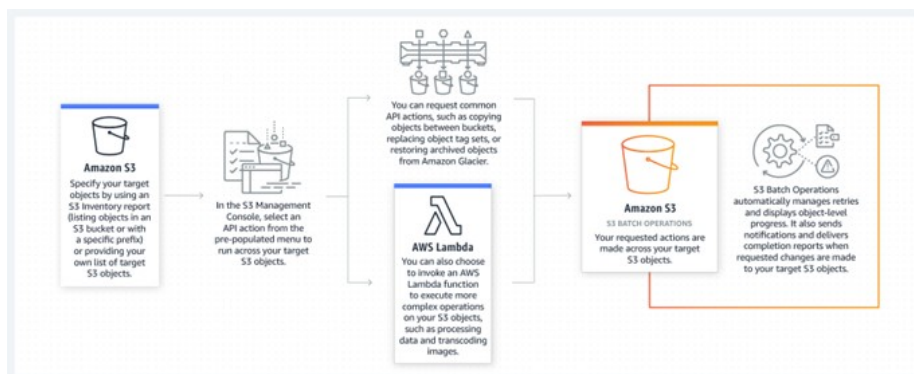 Amazon S3
Specify your target
objects by using an
S3 Inventory report
(listing objects in an
S3 bucket or with
a specific prefix)
or providing your
own list of target
S3 objects.
In the S3 Management
Console, select an
API action from the
pre-populated menu to
run across your target
S3 objects.
You can request common
API actions, such as copying
objects between buckets,
replacing object tag sets, or
restoring archived objects
from Amazon Glacier.
AWS Lambda
You can also choose
to invoke an AWS
Lambda function
to execute more
complex operations
on your S3 objects,
such as processing
data and transcoding
images.
Amazon S3
S3 BATCH OPERATIONS
Your requested actions are
made across your target
S3 objects.
S3 Batch Operations
automatically manages retries
and displays object-level
progress. It also sends
notifications and delivers
completion reports when
requested changes are made
to your target S3 objects.